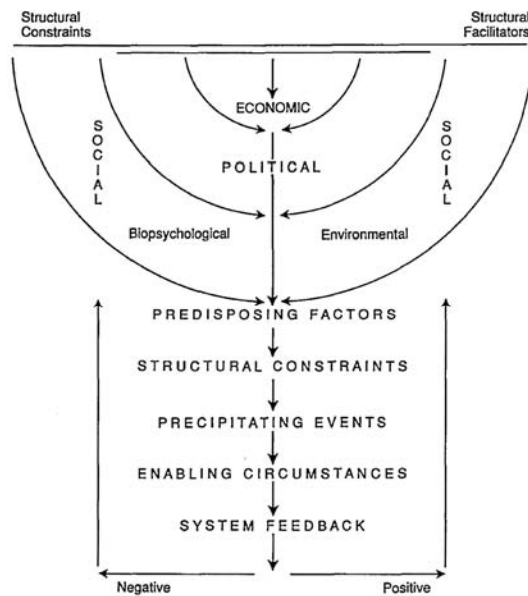 Structural
Constraints
Structural
Facilitators
ECONOMIC
SOCIAL
POLITICAL
SOCIAL
Biopsychological
Environmental
PREDISPOSING FACTORS
STRUCTURAL CONSTRAINTS
PRECIPITATING EVENTS
ENABLING CIRCUMSTANCES
SYSTEM FEEDBACK
Negative
Positive